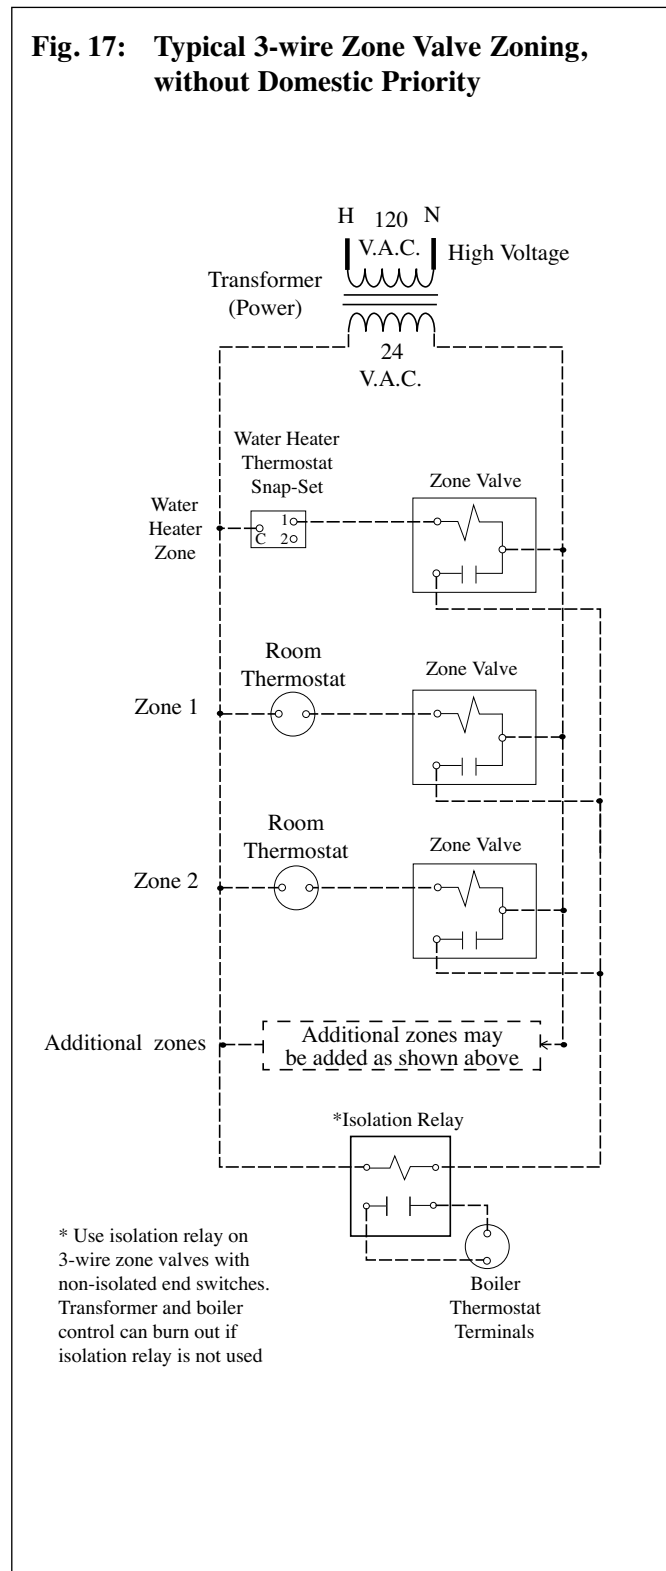 Fig. 17: Typical 3-wire Zone Valve Zoning,
without Domestic Priority
H 120 N
V.A.C.
High Voltage
Transformer
(Power)
24
V.A.C.
Water Heater
Thermostat
Snap-Set
Zone Valve
Water
Heater
Zone
1
C 2
Room
Thermostat
Zone Valve
Zone 1
Room
Thermostat
Zone Valve
Zone 2
Additional zones
Additional zones may
be added as shown above
*Isolation Relay
* Use isolation relay on
3-wire zone valves with
non-isolated end switches.
Transformer and boiler
control can burn out if
isolation relay is not used
Boiler
Thermostat
Terminals